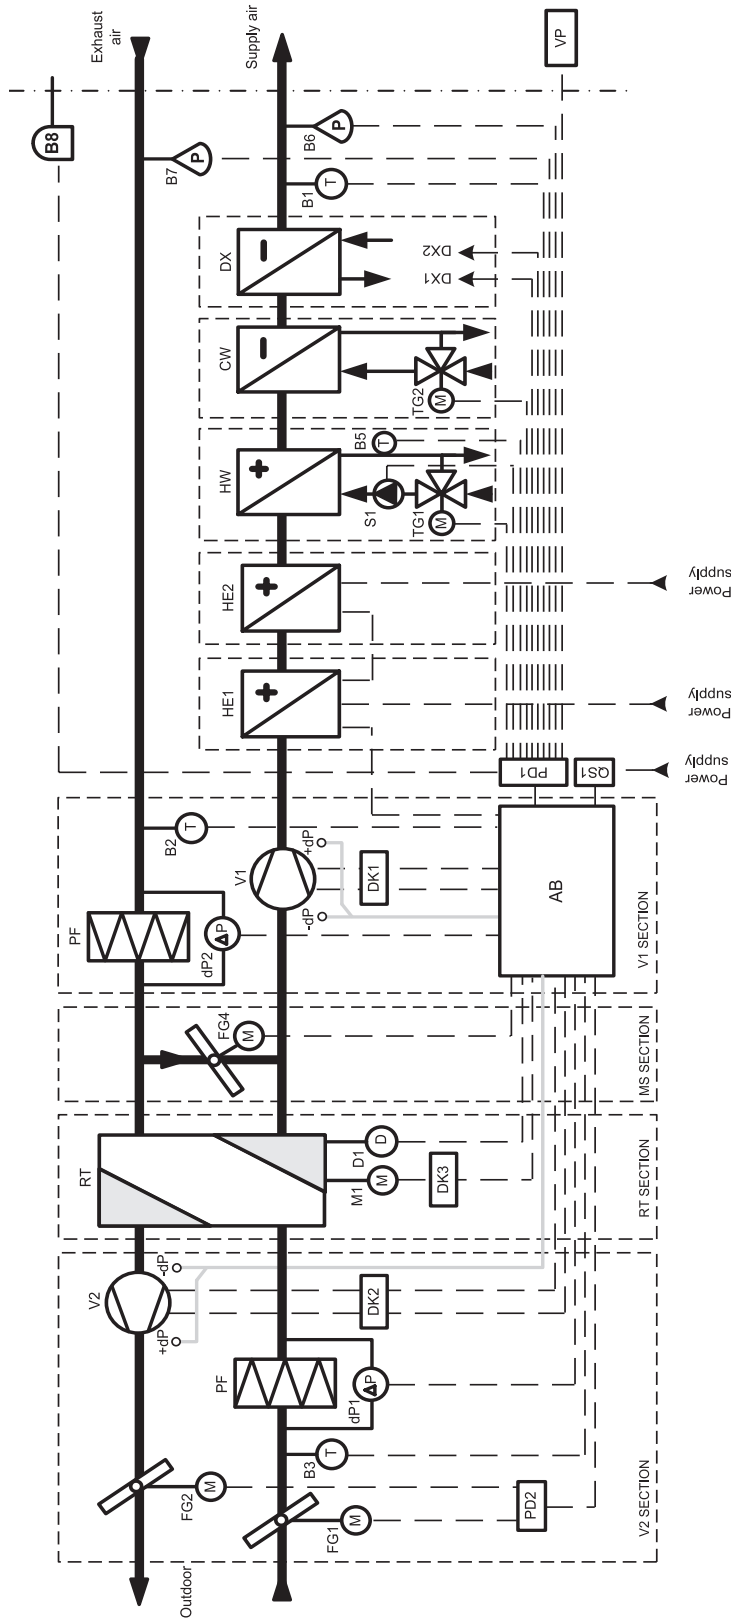 Exhaust
air
Supply air
VP
B8
B7
P
B6
P
B1
T
DX
DX2
DX1
CW
TG2
M
HW
B5
T
S1
TG1
M
HE2
HE1
Power
supply
Power
supply
Power
supply
PD1
QS1
B2
T
V1
+dP
-dP
DK1
AB
PF
dP2
ΔP
V1 SECTION
FG4
M
MS SECTION
RT
D1
D
M1
M
DK3
RT SECTION
V2
-dP
+dP
DK2
PF
dP1
ΔP
B3
T
FG2
M
FG1
M
PD2
V2 SECTION
Outdoor